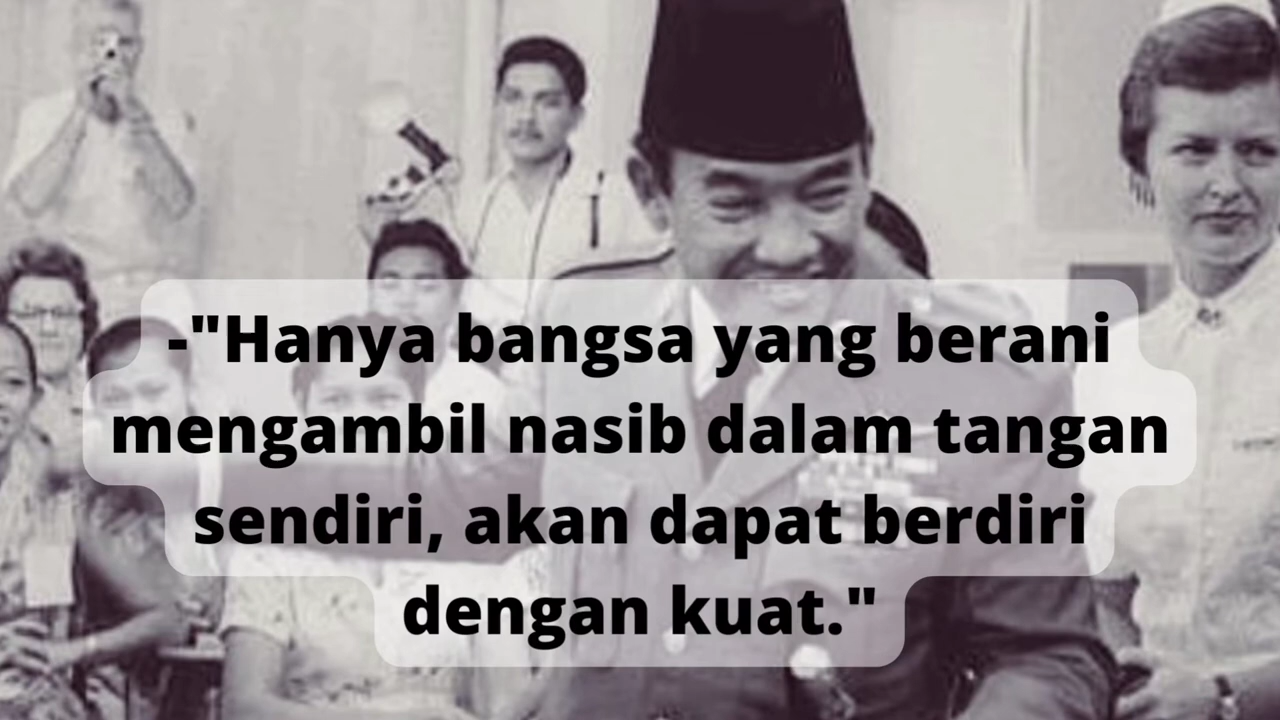 -"Hanya bangsa yang berani
mengambil nasib dalam tangan
sendiri, akan dapat berdiri
dengan kuat."